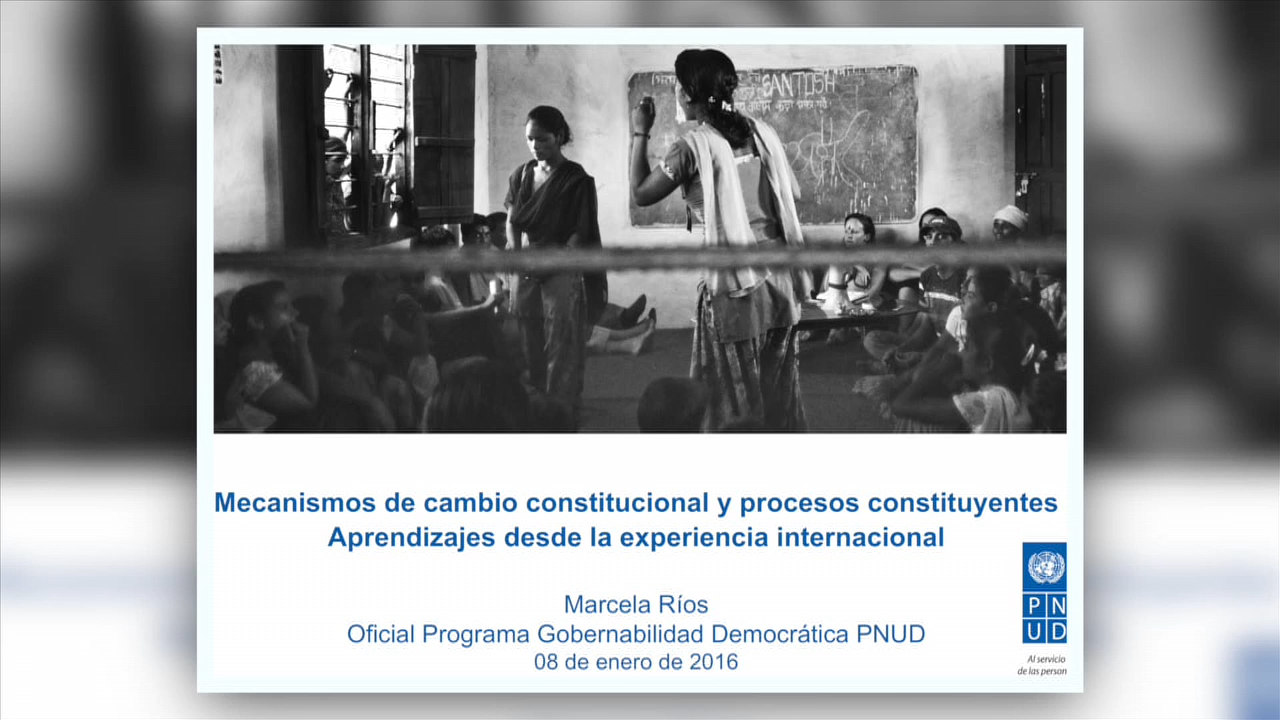 SANTOSH
Mecanismos de cambio constitucional y procesos constituyentes
Aprendizajes desde la experiencia internacional
Marcela Ríos
Oficial Programa Gobernabilidad Democrática PNUD
08 de enero de 2016
P N
U D
Al servicio
de las person